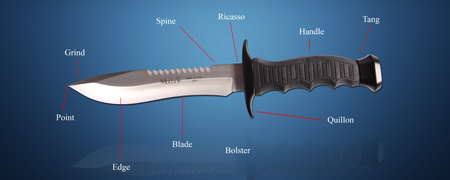 Ricasso
Spine
Tang
Handle
Grind
Point
Quillon
Blade
Bolster
Edge